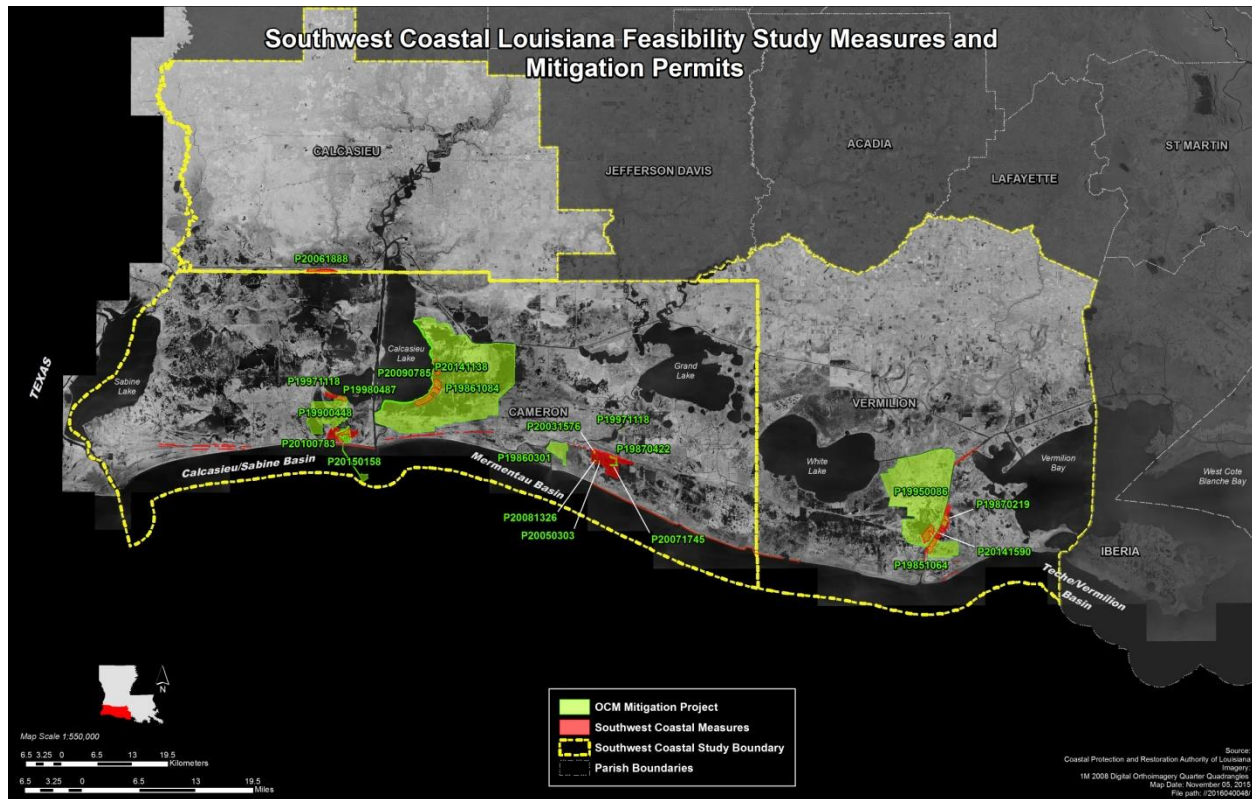 Southwest Coastal Louisiana Feasibility Study Measures and
Mitigation Permits
CALCASIEU
JEFFERSON DAVIS
ACADIA
LAFAYETTE
ST MARTIN
P20061888
TEXAS
Sabine
Lake
Calcasieu
Lake
P20090785
P20141138
P19861084
P19971118
P19980487
P19900448
P20100783
P20150158
Calcasieu/Sabine Basin
CAMERON
Grand
Lake
P19971118
P20031576
P19870422
P19860301
Mermentau Basin
P20081326
P20050303
P20071745
VERMILION
White
Lake
Vermilion
Bay
West Cote
Blanche Bay
P19950086
P19870219
P20141590
P19851064
IBERIA
Teche/Vermilion
Basin
N
Map Scale 1:550,000
6.5 3.25 0 6.5 13 19.5
Kilometers
6.5 3.25 0 6.5 13 19.5
Miles
OCM Mitigation Project
Southwest Coastal Measures
Southwest Coastal Study Boundary
Parish Boundaries
Source:
Coastal Protection and Restoration Authority of Louisiana
Imagery:
1M 2008 Digital Orthoimagery Quarter Quadrangles
Map Date: November 05, 2015
File path: //2016040048/